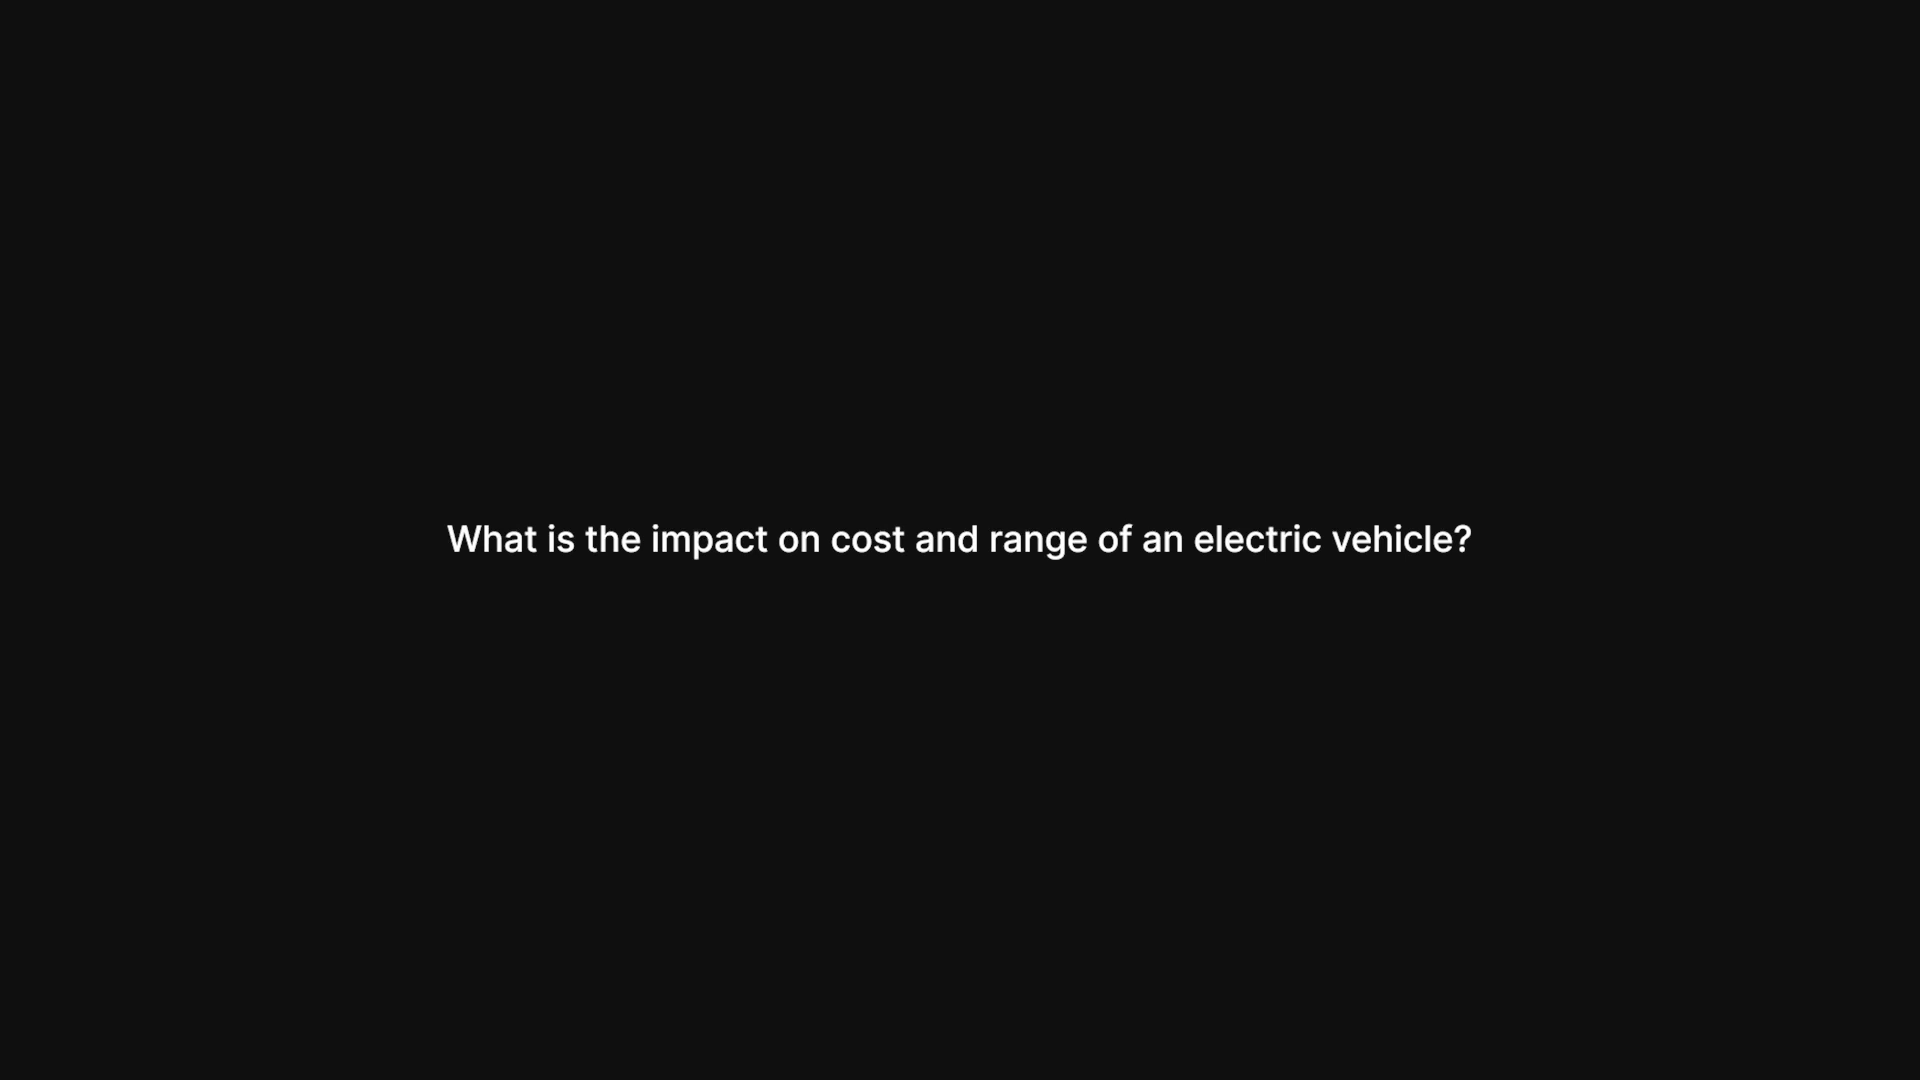 What is the impact on cost and range of an electric vehicle?